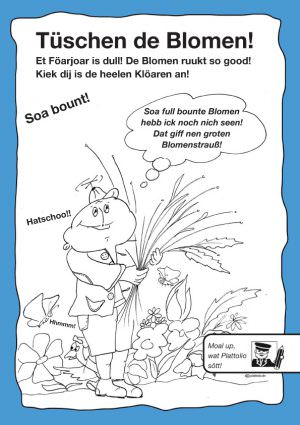 Tüschen de Blomen!
Et Föarjoar is dull! De Blomen ruukt so good!
Kiek dij is de heelen Klöaren an!
Soa bount!
Soa full bounte Blomen
hebb ick noch nich seen!
Dat giff nen groten
Blomenstrauß!
Hatschoo!!
Hhmmm!
Moal up,
wat Plattolio
sött!